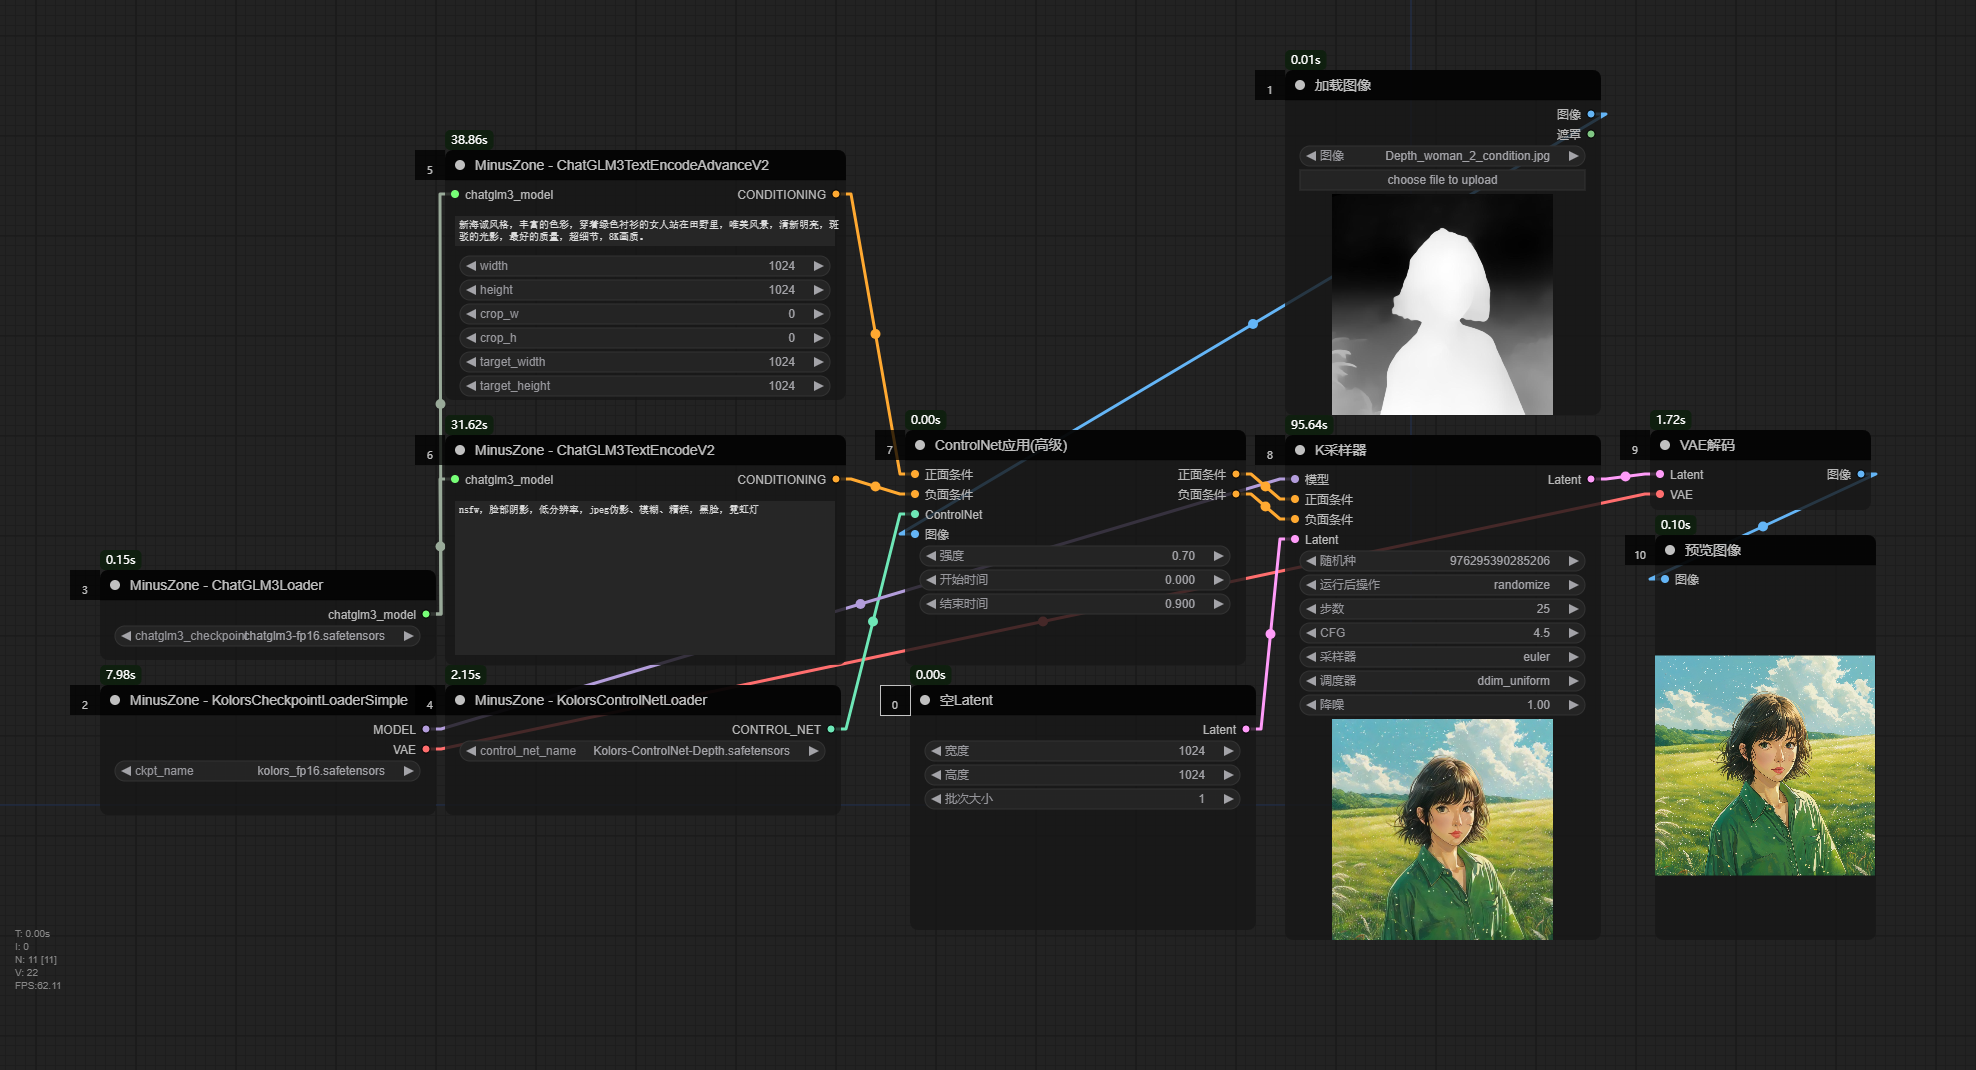 0.01s
1
加载图像
图像
遮罩
图像 Depth_woman_2_condition.jpg
choose file to upload
38.86s
5
MinusZone - ChatGLM3TextEncodeAdvanceV2
chatglm3_model CONDITIONING
新海诚风格，丰富的色彩，穿着绿色衬衫的女人站在田野里，唯美风景，清新明亮，斑
驳的光影，最好的质量，超细节，8K画质。
width 1024
height 1024
crop_w 0
crop_h 0
target_width 1024
target_height 1024
31.62s
6
MinusZone - ChatGLM3TextEncodeV2
chatglm3_model CONDITIONING
nsfw，脸部阴影，低分辨率，jpeg伪影、模糊、糟糕，黑脸，霓虹灯
0.15s
3
MinusZone - ChatGLM3Loader
chatglm3_model
chatglm3_checkpoint chatglm3-fp16.safetensors
7.98s
2
MinusZone - KolorsCheckpointLoaderSimple
MODEL
VAE
ckpt_name kolors_fp16.safetensors
2.15s
4
MinusZone - KolorsControlNetLoader
CONTROL_NET
control_net_name Kolors-ControlNet-Depth.safetensors
0.00s
7
ControlNet应用(高级)
正面条件 正面条件
负面条件 负面条件
ControlNet
图像
强度 0.70
开始时间 0.000
结束时间 0.900
0.00s
0
空Latent
Latent
宽度 1024
高度 1024
批次大小 1
95.64s
8
K采样器
模型 Latent
正面条件
负面条件
Latent
随机种 976295390285206
运行后操作 randomize
步数 25
CFG 4.5
采样器 euler
调度器 ddim_uniform
降噪 1.00
1.72s
9
VAE解码
Latent 图像
VAE
0.10s
10
预览图像
图像
T: 0.00s
I: 0
N: 11 [11]
V: 22
FPS:62.11